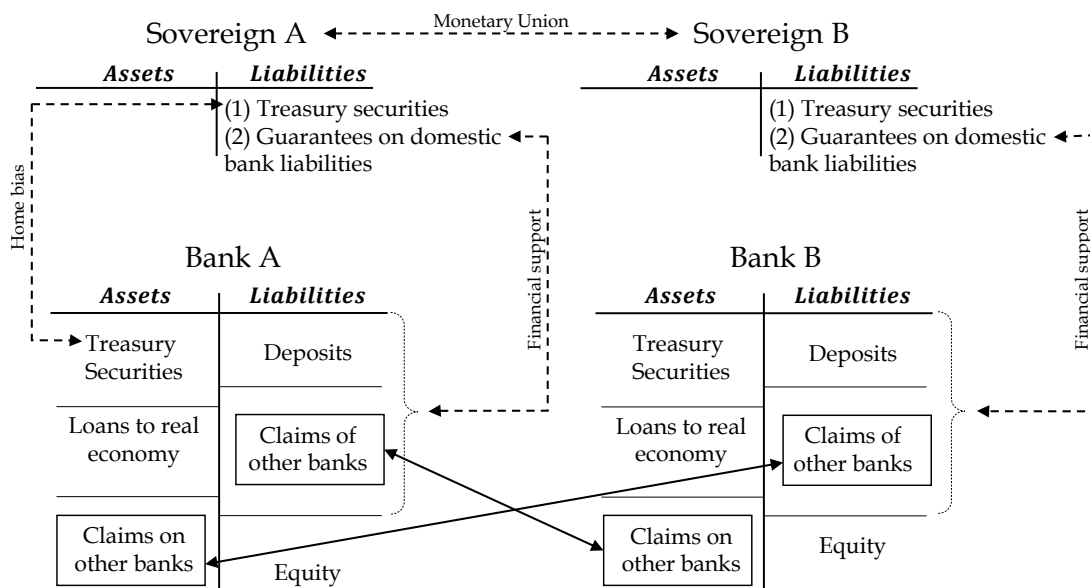 Monetary Union
Sovereign A
Sovereign B
Assets
Liabilities
(1) Treasury securities
(2) Guarantees on domestic
bank liabilities
Assets
Liabilities
(1) Treasury securities
(2) Guarantees on domestic
bank liabilities
Home bias
Financial support
Financial support
Bank A
Assets
Liabilities
Treasury
Securities
Deposits
Loans to real
economy
Claims of
other banks
Claims on
other banks
Equity
Bank B
Assets
Liabilities
Treasury
Securities
Deposits
Loans to real
economy
Claims of
other banks
Claims on
other banks
Equity